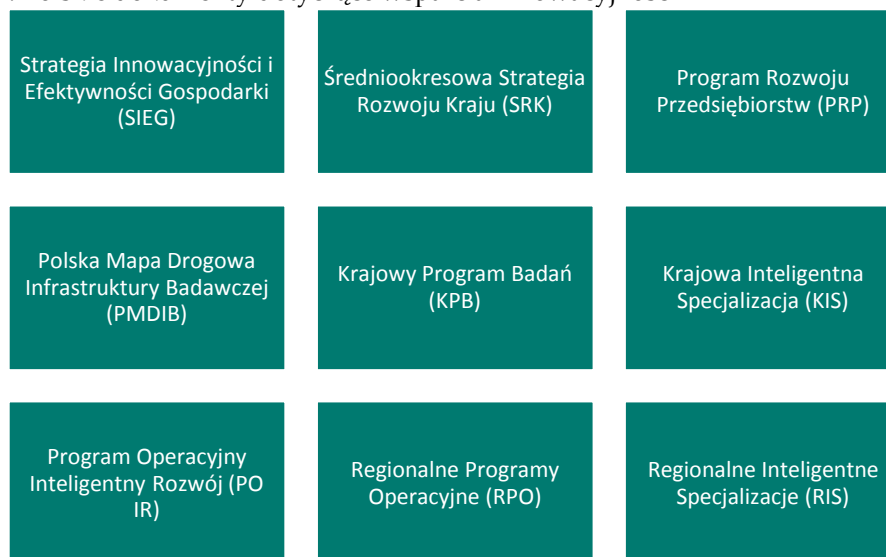 Strategia Innowacyjności i
Efektywności Gospodarki
(SIEG)
Średniookresowa Strategia
Rozwoju Kraju (SRK)
Program Rozwoju
Przedsiębiorstw (PRP)
Polska Mapa Drogowa
Infrastruktury Badawczej
(PMDIB)
Krajowy Program Badań
(KPB)
Krajowa Inteligentna
Specjalizacja (KIS)
Program Operacyjny
Inteligentny Rozwój (PO
IR)
Regionalne Programy
Operacyjne (RPO)
Regionalne Inteligentne
Specjalizacje (RIS)